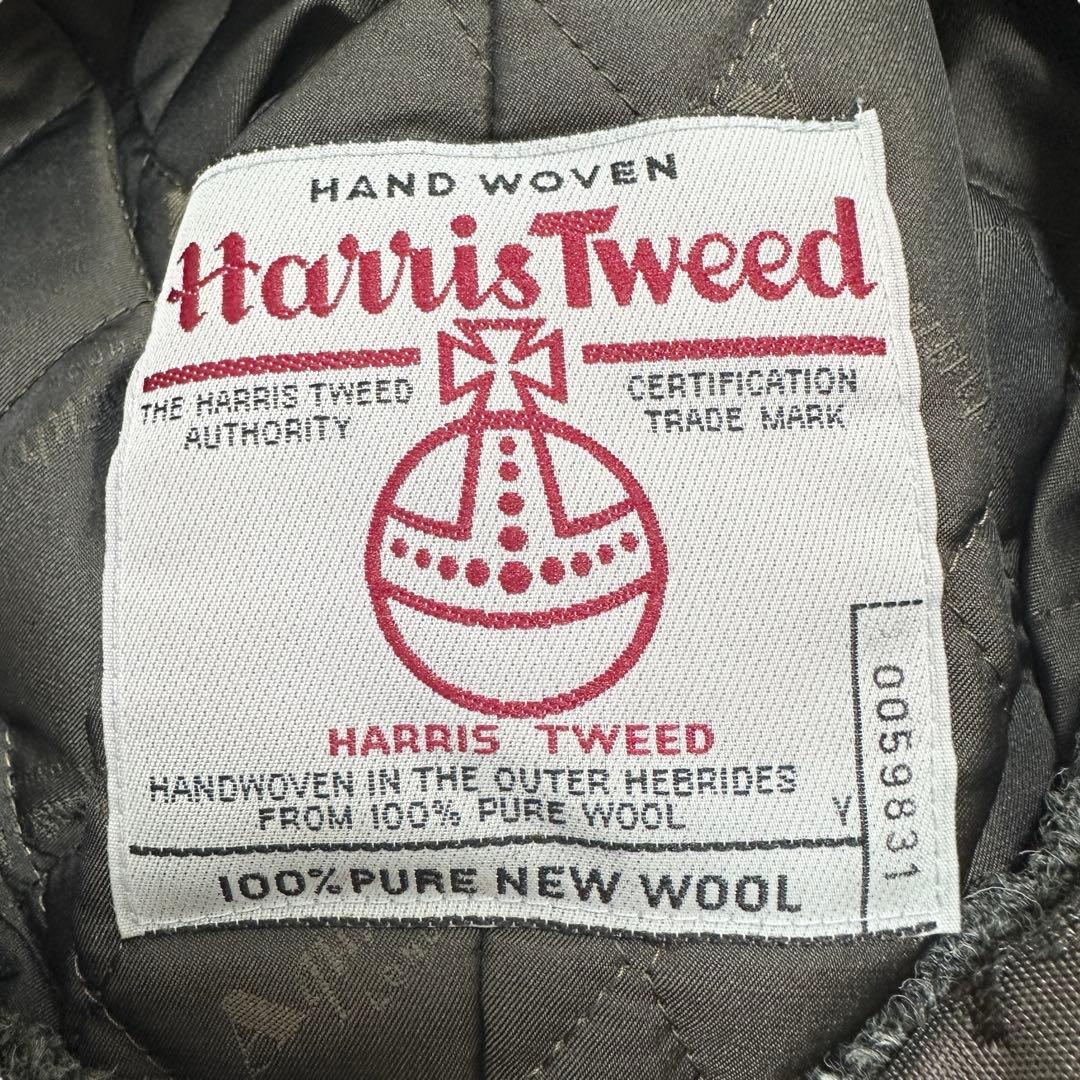 HAND WOVEN
Harris Tweed
THE HARRIS TWEED
AUTHORITY
CERTIFICATION
TRADE MARK
HARRIS TWEED
HANDWOVEN IN THE OUTER HEBRIDES
FROM 100% PURE WOOL
Y
100% PURE NEW WOOL
0059831